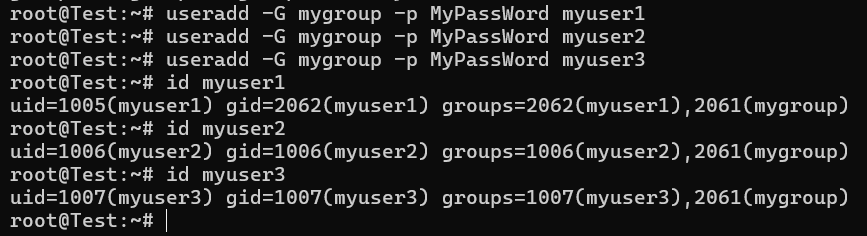 root@Test:~# useradd -G mygroup -p MyPassWord myuser1
root@Test:~# useradd -G mygroup -p MyPassWord myuser2
root@Test:~# useradd -G mygroup -p MyPassWord myuser3
root@Test:~# id myuser1
uid=1005(myuser1) gid=2062(myuser1) groups=2062(myuser1),2061(mygroup)
root@Test:~# id myuser2
uid=1006(myuser2) gid=1006(myuser2) groups=1006(myuser2),2061(mygroup)
root@Test:~# id myuser3
uid=1007(myuser3) gid=1007(myuser3) groups=1007(myuser3),2061(mygroup)
root@Test:~#